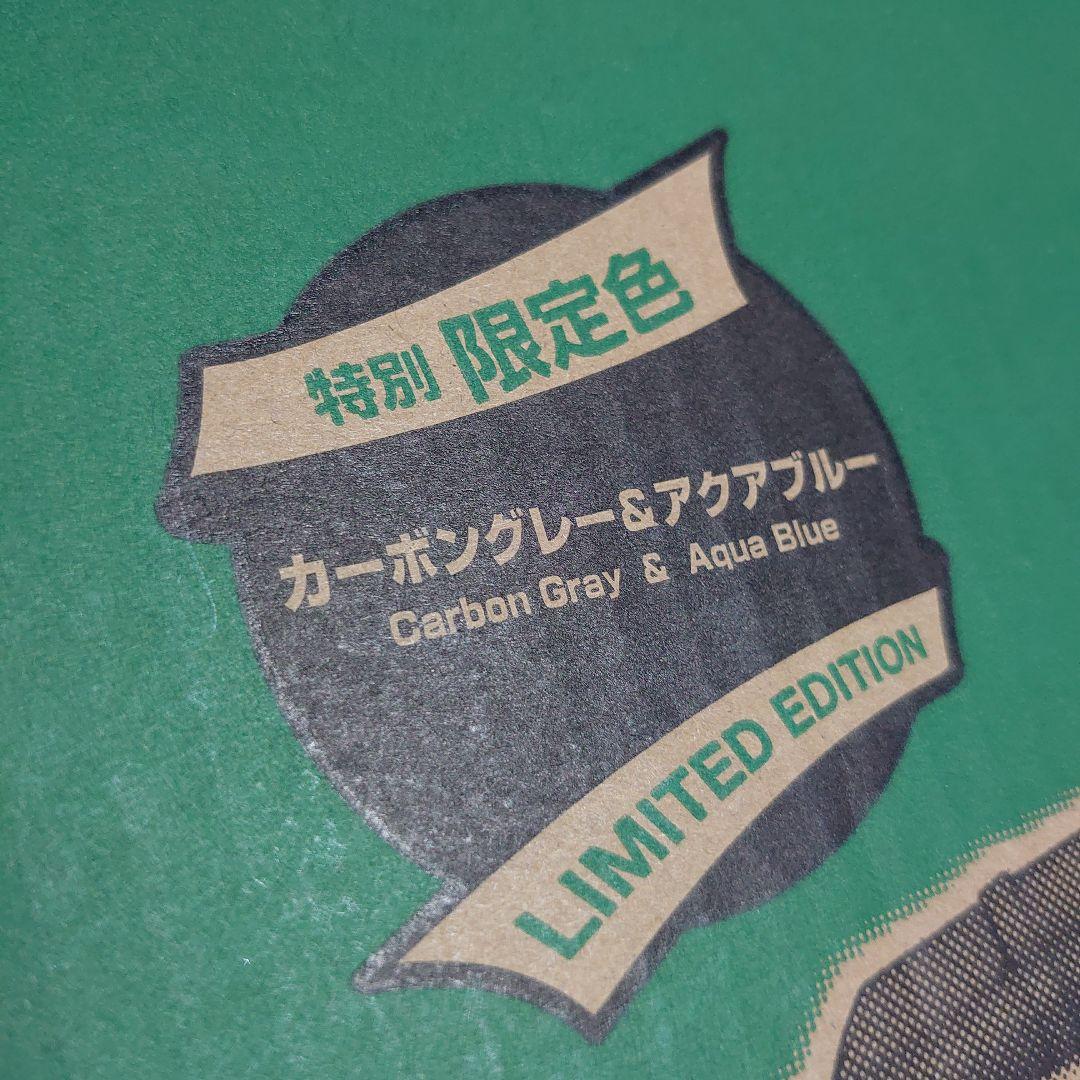 特別 限定色
カーボングレー&アクアブルー
Carbon Gray & Aqua Blue
LIMITED EDITION